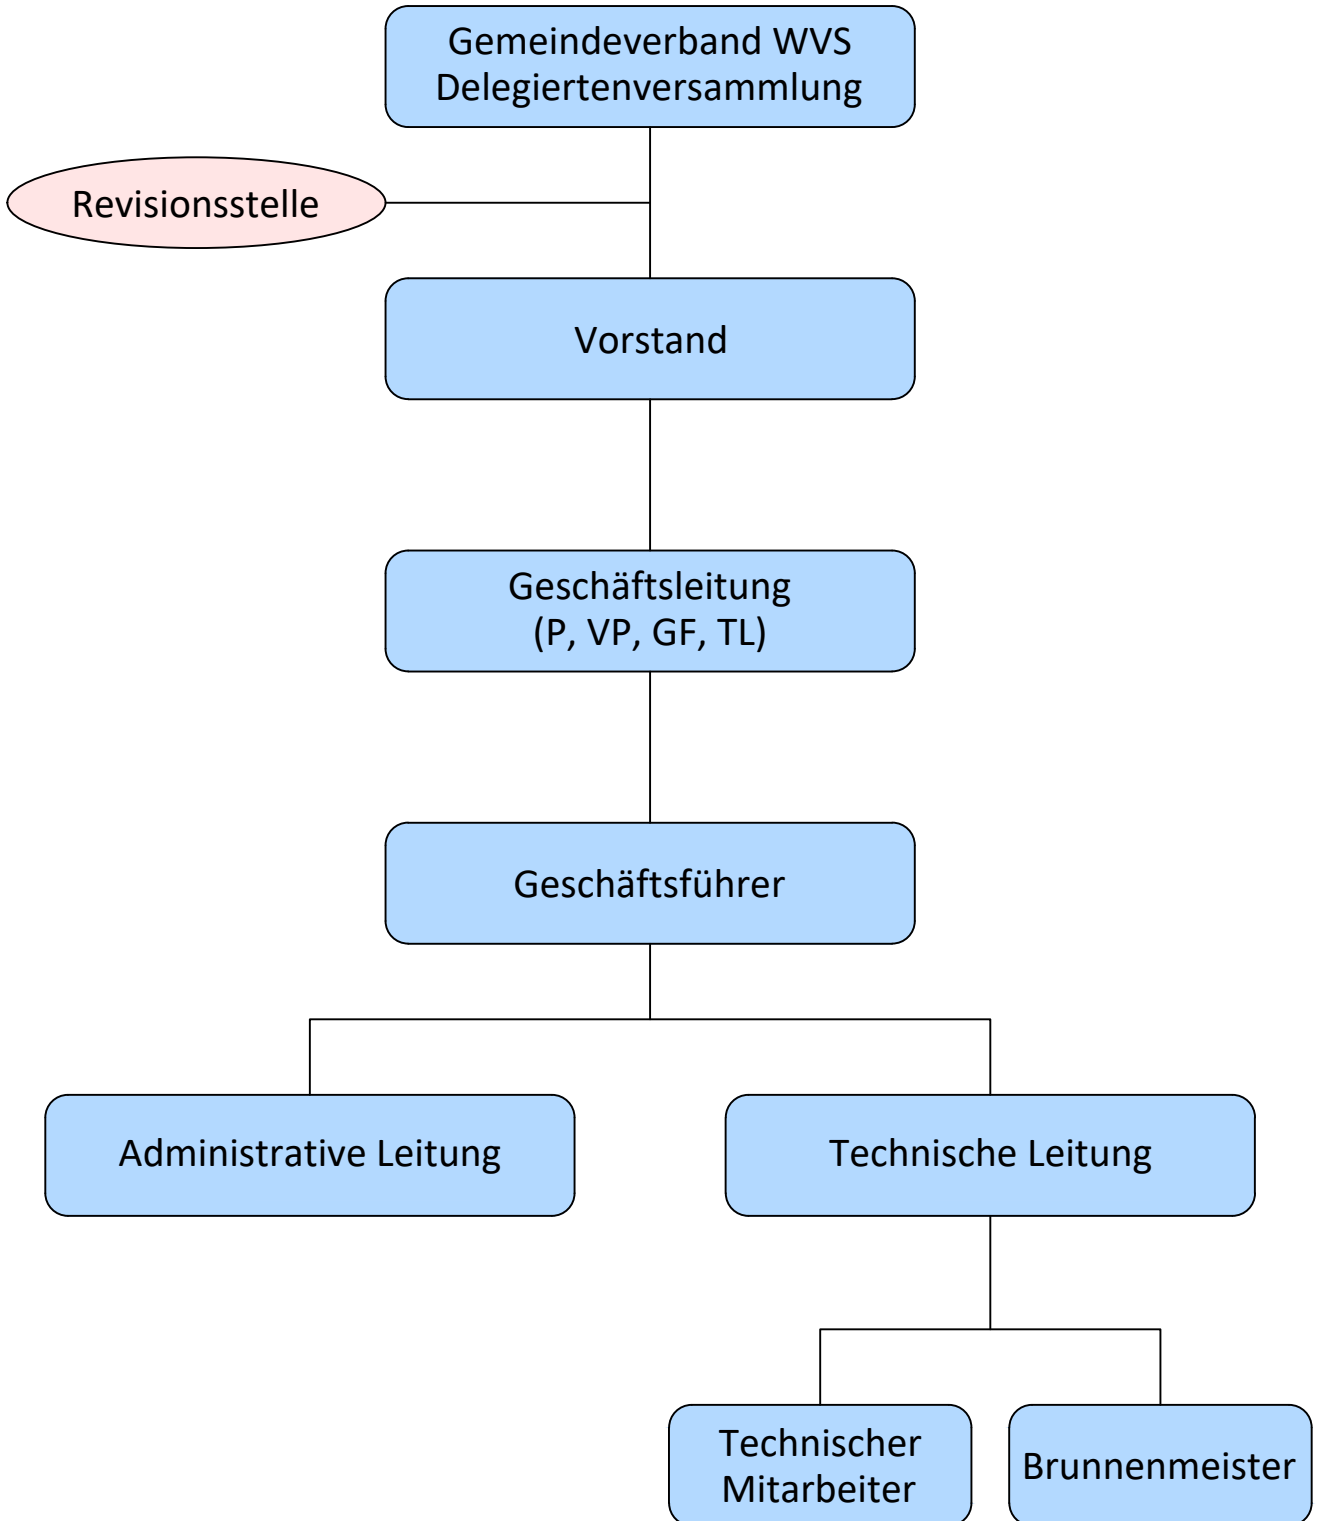 Gemeindeverband WVS
Delegiertenversammlung
Revisionsstelle
Vorstand
Geschäftsleitung
(P, VP, GF, TL)
Geschäftsführer
Administrative Leitung
Technische Leitung
Technischer
Mitarbeiter
Brunnenmeister